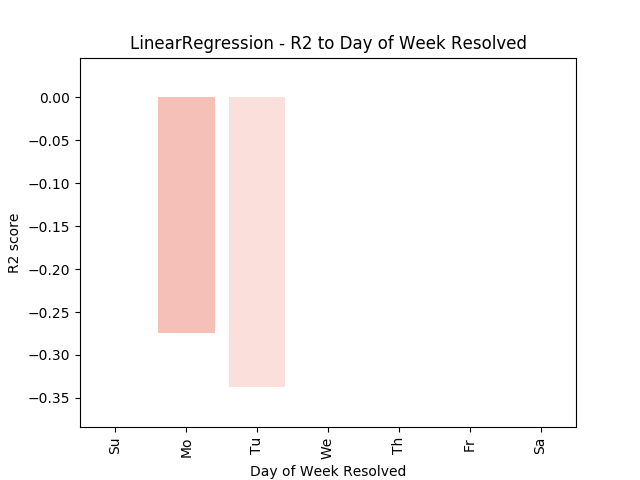 LinearRegression - R2 to Day of Week Resolved
0.00
−0.05
−0.10
−0.15
−0.20
−0.25
−0.30
−0.35
R2 score
Su
Mo
Tu
We
Th
Fr
Sa
Day of Week Resolved